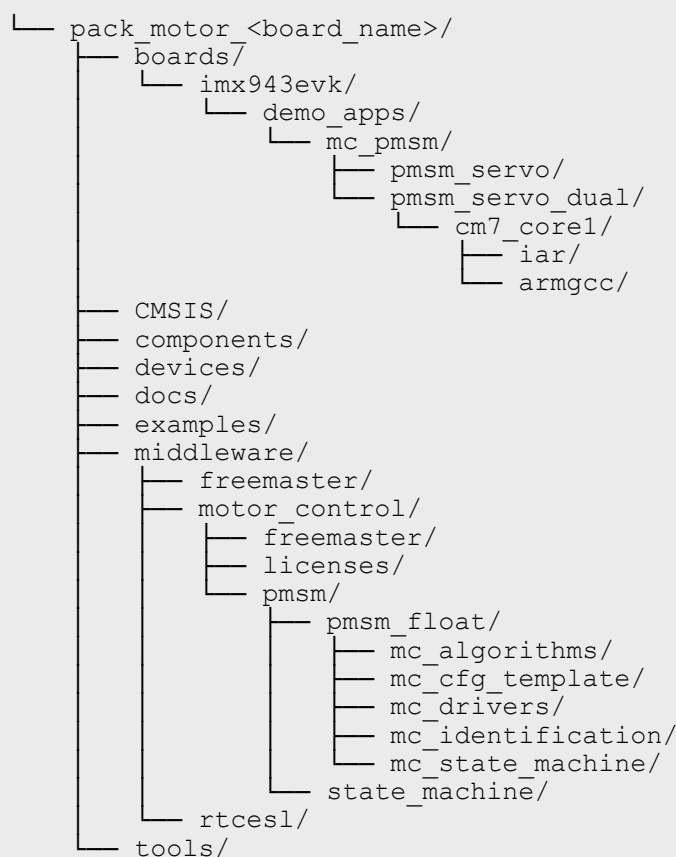 └── pack_motor_<board_name>/
    ├── boards/
    │   └── imx943evk/
    │       └── demo_apps/
    │           └── mc_pmsm/
    │               ├── pmsm_servo/
    │               └── pmsm_servo_dual/
    │                   └── cm7_core1/
    │                       ├── iar/
    │                       └── armgcc/
    ├── CMSIS/
    ├── components/
    ├── devices/
    ├── docs/
    ├── examples/
    ├── middleware/
    │   ├── freemaster/
    │   ├── motor_control/
    │   │   ├── freemaster/
    │   │   ├── licenses/
    │   │   └── pmsm/
    │   │       ├── pmsm_float/
    │   │       │   ├── mc_algorithms/
    │   │       │   ├── mc_cfg_template/
    │   │       │   ├── mc_drivers/
    │   │       │   ├── mc_identification/
    │   │       │   └── mc_state_machine/
    │   │       └── state_machine/
    │   └── rtcesl/
    └── tools/